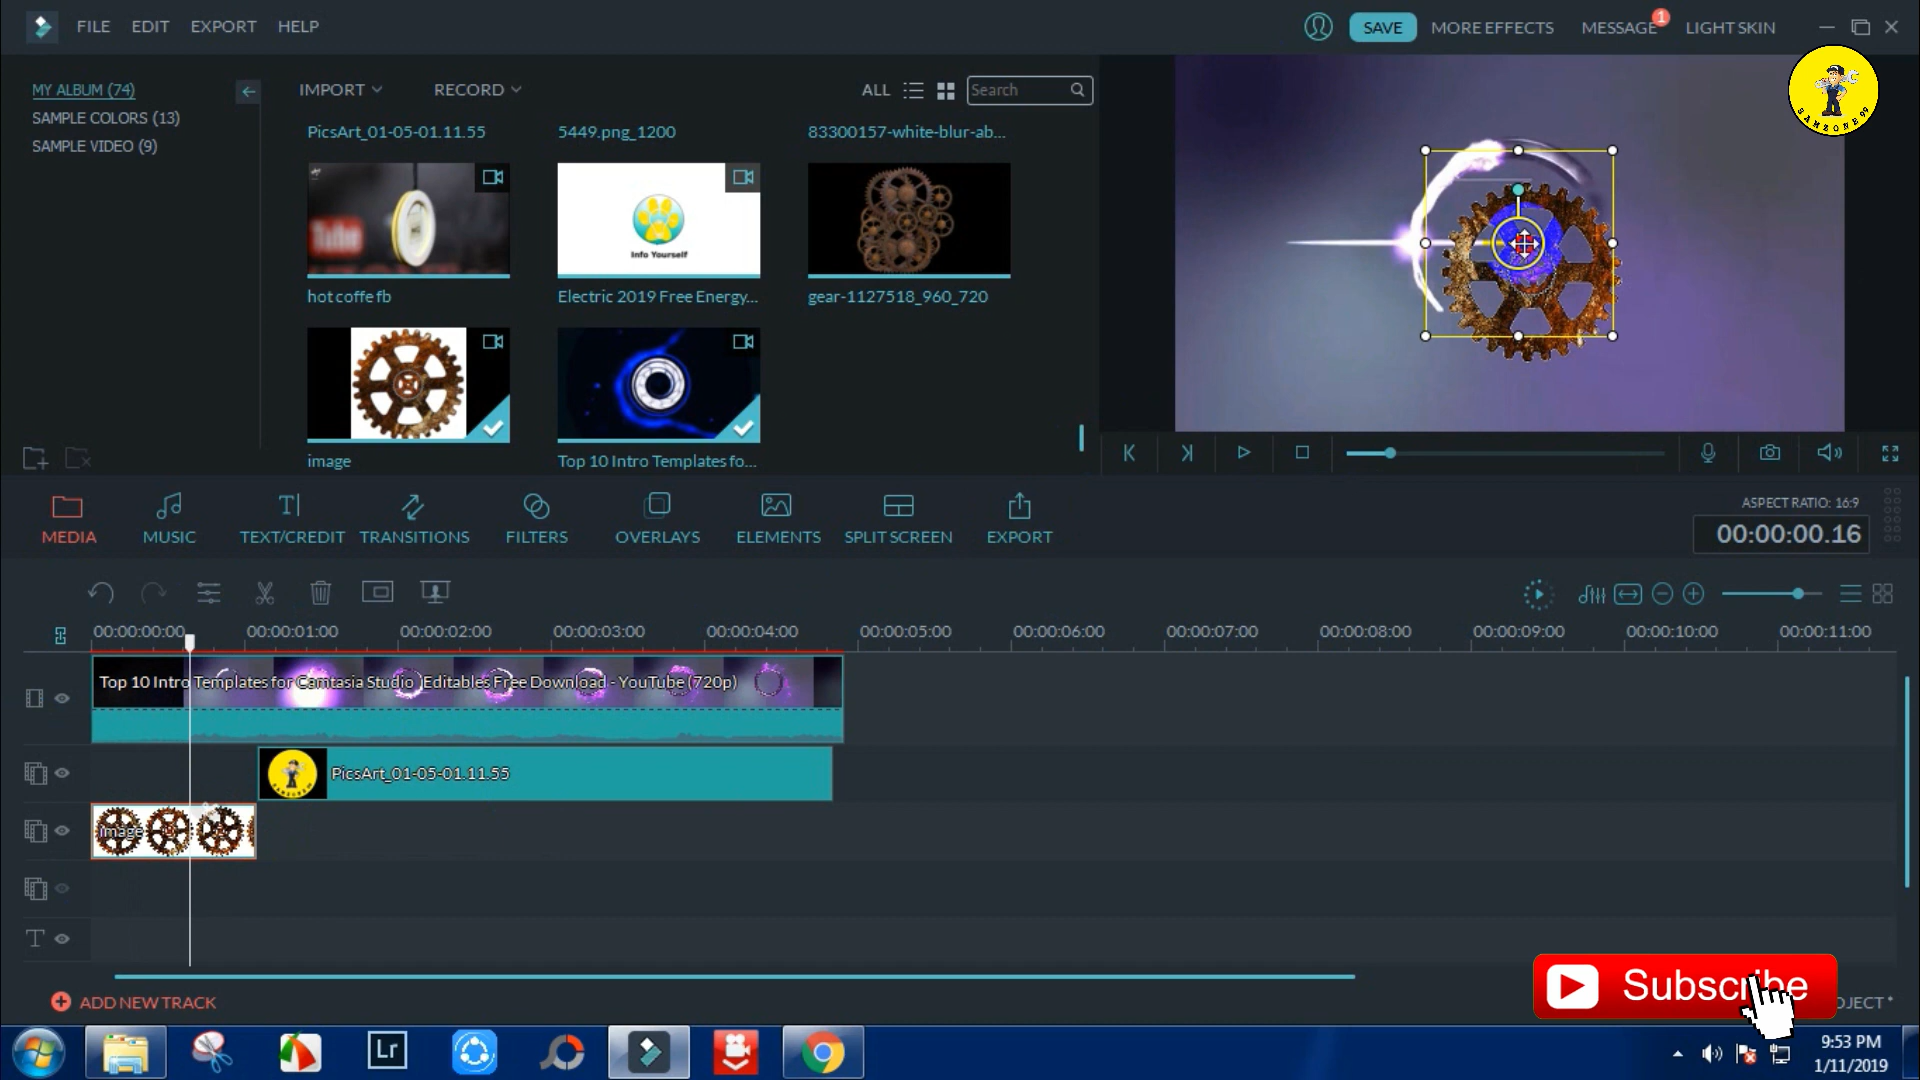 FILE EDIT EXPORT HELP
SAVE MORE EFFECTS MESSAGE 1 LIGHT SKIN
MY ALBUM (74)
SAMPLE COLORS (13)
SAMPLE VIDEO (9)
IMPORT RECORD ALL Search
PicsArt_01-05-01.11.55 5449.png_1200 83300157-white-blur-ab...
Tube
Info Yourself
hot coffe fb Electric 2019 Free Energy... gear-1127518_960_720
image Top 10 Intro Templates fo...
SAMZONE99
MEDIA MUSIC TEXT/CREDIT TRANSITIONS FILTERS OVERLAYS ELEMENTS SPLIT SCREEN EXPORT
ASPECT RATIO: 16:9
00:00:00.16
00:00:00:00 00:00:01:00 00:00:02:00 00:00:03:00 00:00:04:00 00:00:05:00 00:00:06:00 00:00:07:00 00:00:08:00 00:00:09:00 00:00:10:00 00:00:11:00
Top 10 Intro Templates for Camtasia Studio Editables Free Download - YouTube (720p)
PicsArt_01-05-01.11.55
image
T
ADD NEW TRACK
Subscribe
OJECT*
Lr
9:53 PM
1/11/2019